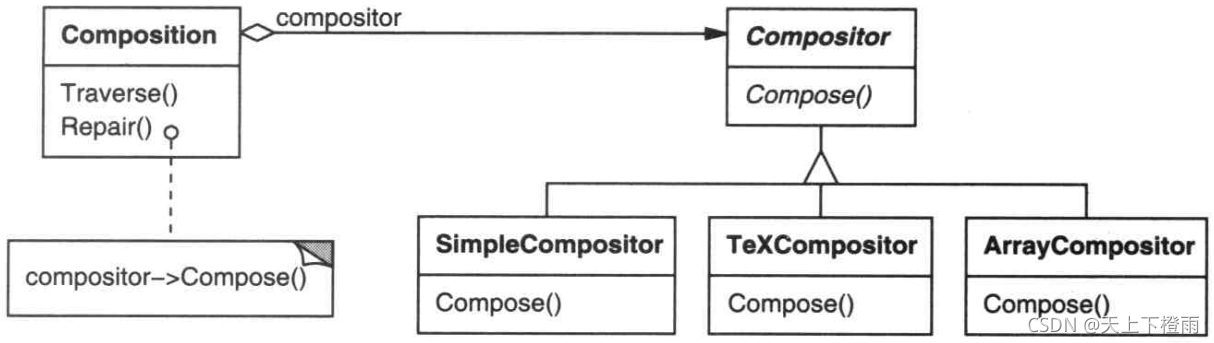 compositor
Composition
Compositor
Traverse()
Compose()
Repair()
compositor–>Compose()
SimpleCompositor
TeXCompositor
ArrayCompositor
Compose()
Compose()
Compose()
CSDN @天上下橙雨